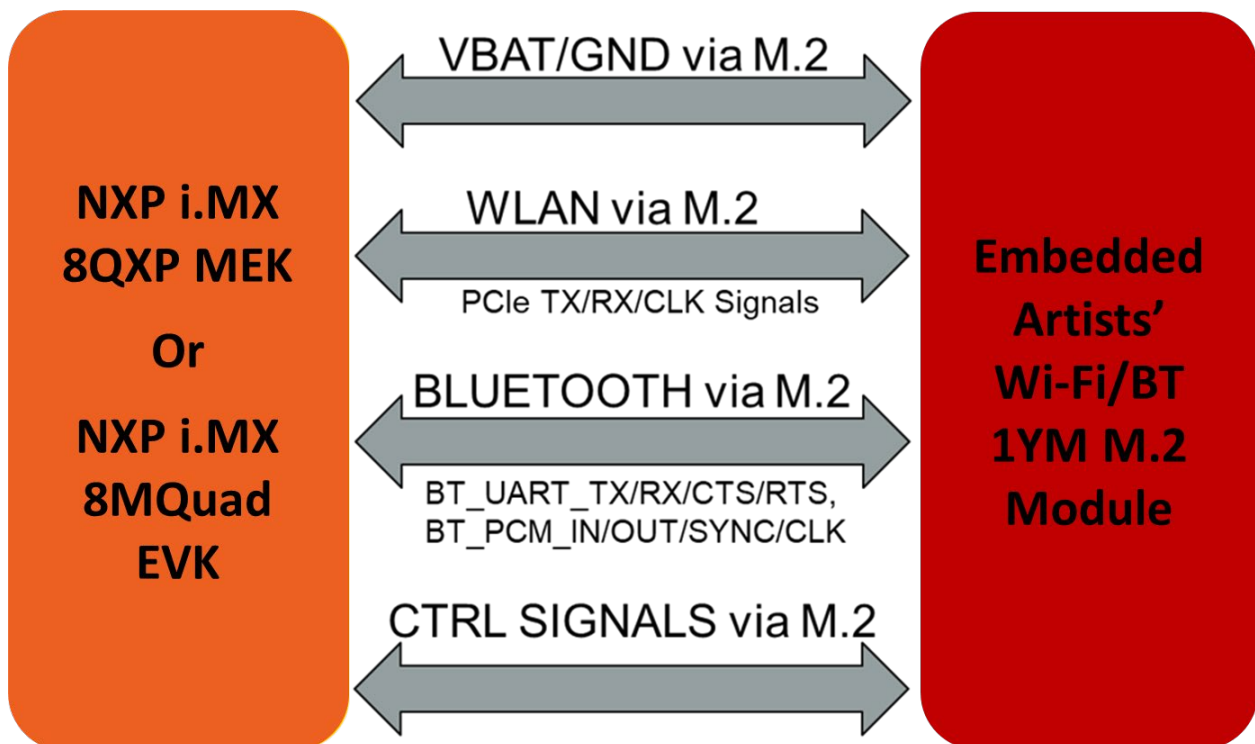 NXP i.MX
8QXP MEK
Or
NXP i.MX
8MQuad
EVK
VBAT/GND via M.2
WLAN via M.2
PCIe TX/RX/CLK Signals
BLUETOOTH via M.2
BT_UART_TX/RX/CTS/RTS,
BT_PCM_IN/OUT/SYNC/CLK
CTRL SIGNALS via M.2
Embedded
Artists’
Wi-Fi/BT
1YM M.2
Module